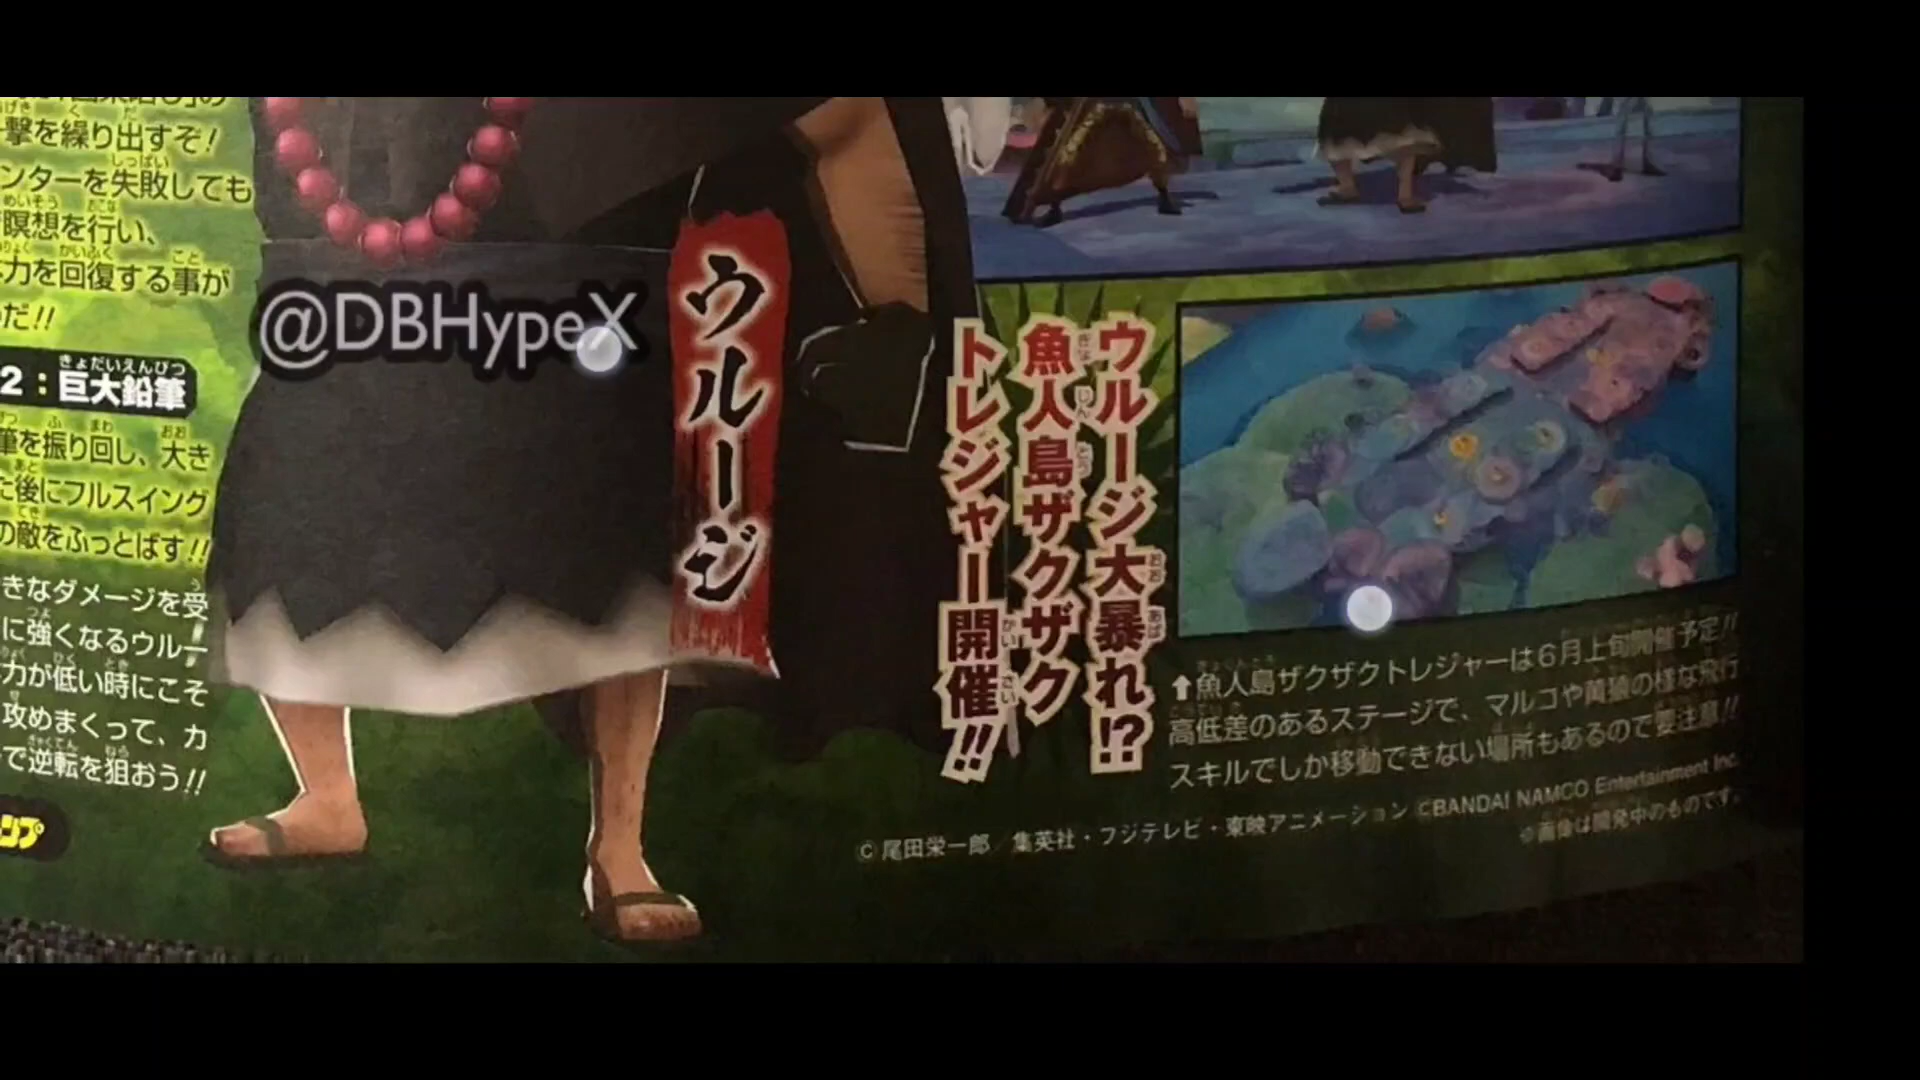 撃を繰り出すぞ!
ンターを失敗しても
瞑想を行い、
力を回復する事が
だ!!
2:巨大鉛筆
筆を振り回し、大き
た後にフルスイング
の敵をふっとばす!!
きなダメージを受
に強くなるウルー
力が低い時にこそ
攻めまくって、カ
で逆転を狙おう!!
ンプ
@DBHypeX
ウルージ
ウルージ大暴れ!?
魚人島ザクザク
トレジャー開催!!
⬆魚人島ザクザクトレジャーは6月上旬開催予定!!
高低差のあるステージで、マルコや黄猿の様な飛行
スキルでしか移動できない場所もあるので要注意!!
©尾田栄一郎/集英社・フジテレビ・東映アニメーション ©BANDAI NAMCO Entertainment Inc.
※画像は開発中のものです。